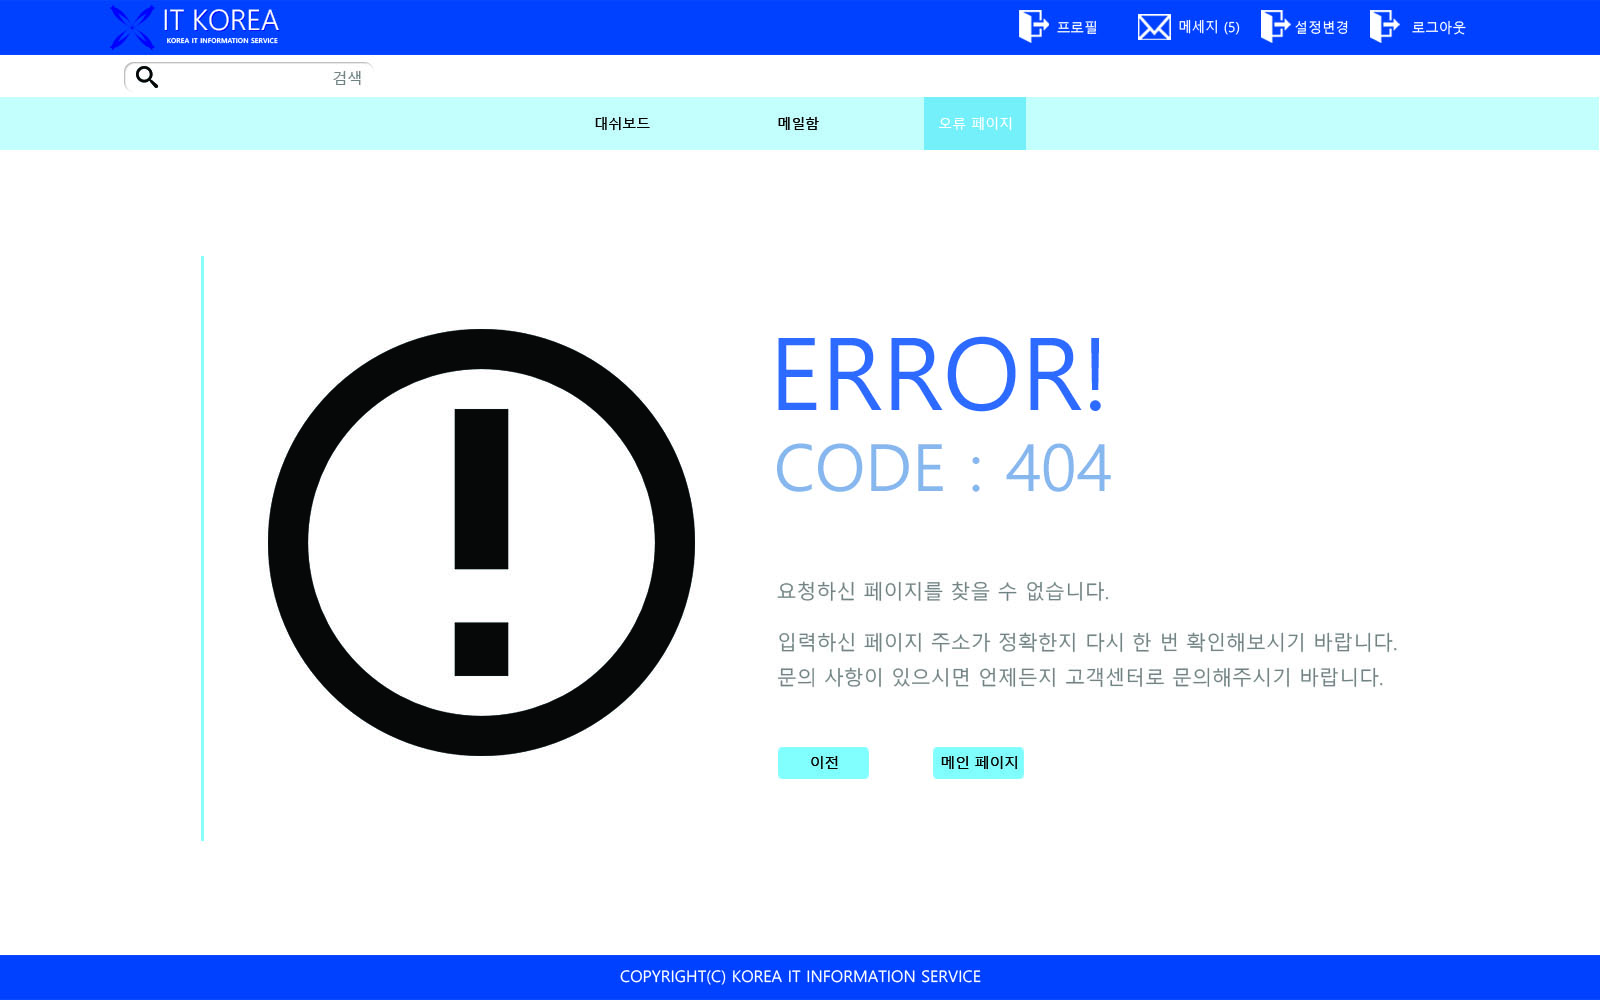 IT KOREA
KOREA IT INFORMATION SERVICE
프로필
메세지 (5)
설정변경
로그아웃
검색
대쉬보드
메일함
오류 페이지
ERROR!
CODE : 404
요청하신 페이지를 찾을 수 없습니다.
입력하신 페이지 주소가 정확한지 다시 한 번 확인해보시기 바랍니다.
문의 사항이 있으시면 언제든지 고객센터로 문의해주시기 바랍니다.
이전
메인 페이지
COPYRIGHT(C) KOREA IT INFORMATION SERVICE